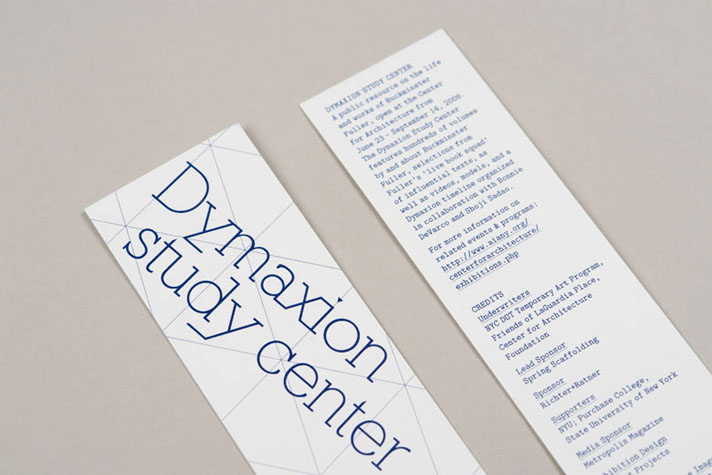 Dymaxion
study center
DYMAXION STUDY CENTER
A public resource on the life
and works of Buckminster
Fuller, open at the Center
for Architecture from
June 23 - September 14, 2008.
The Dymaxion Study Center
features hundreds of volumes
by and about Buckminster
Fuller, selections from
Fuller's 'live book squad'
of influential texts, as
well as videos, models, and a
Dymaxion timeline organized
in collaboration with Bonnie
DeVarco and Shoji Sadao.
For more information on
related events & programs:
http://www.aiany.org/
centerforarchitecture/
exhibitions.php
CREDITS
Underwriters
NYC DOT Temporary Art Program,
Friends of LaGuardia Place,
Center for Architecture
Foundation
Lead Sponsor
Spring Scaffolding
Sponsor
Richter+Ratner
Supporters
NYU; Purchase College,
State University of New York
Media Sponsor
Metropolis Magazine
Design
Projects